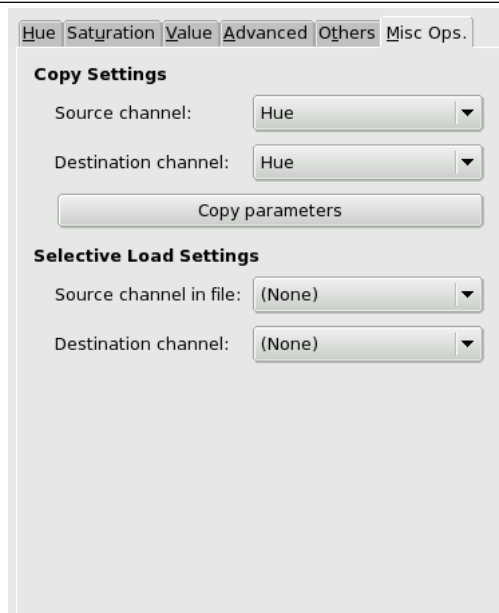 Hue Saturation Value Advanced Others Misc Ops.
Copy Settings
Source channel: Hue
Destination channel: Hue
Copy parameters
Selective Load Settings
Source channel in file: (None)
Destination channel: (None)